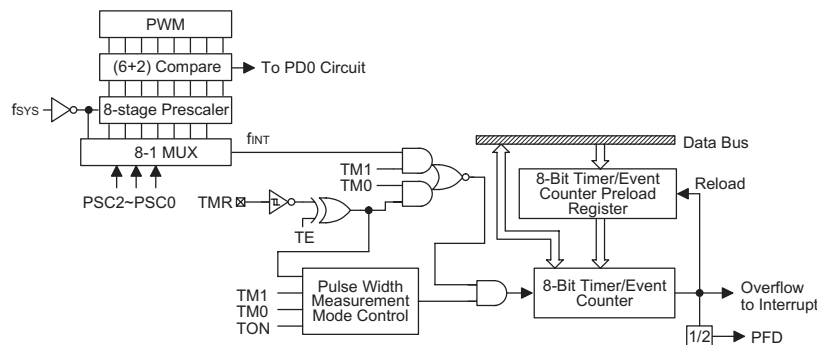 PWM
(6+2) Compare
To PD0 Circuit
fSYS
8-stage Prescaler
8-1 MUX
fINT
PSC2~PSC0
TM1
TM0
TMR
TE
Data Bus
8-Bit Timer/Event
Counter Preload
Register
Reload
TM1
TM0
TON
Pulse Width
Measurement
Mode Control
8-Bit Timer/Event
Counter
Overflow
to Interrupt
1/2
PFD